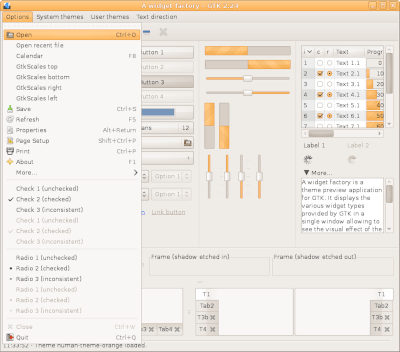 A widget factory - GTK 2.24
Options System themes User themes Text direction
Open Ctrl+O
Open recent file
Calendar F8
GtkScales top
GtkScales bottom
GtkScales right
GtkScales left
Save Ctrl+S
Refresh F5
Properties Alt+Return
Page Setup Shift+Ctrl+P
Print Ctrl+P
About F1
More...
Check 1 (unchecked)
Check 2 (checked)
Check 3 (inconsistent)
Check 1 (unchecked)
Check 2 (checked)
Check 3 (inconsistent)
Radio 1 (unchecked)
Radio 2 (checked)
Radio 3 (inconsistent)
Radio 1 (unchecked)
Radio 2 (checked)
Radio 3 (inconsistent)
Close Ctrl+W
Quit Ctrl+Q
11:33:52 - Theme human-theme-orange loaded.
Button 1
Button 2
Button 3
12
Option 1
Option 1
Link button
i c r Text Progr
1 Text 1.1 0
2 Text 2.1 10
3 Text 3.1 20
4 Text 4.1 30
5 Text 5.1 50
6 Text 6.1 60
7 Text 7.1
Label 1 Label 2
More...
A widget factory is a
theme preview application
for GTK. It displays the
various widget types
provided by GTK in a
single window allowing to
see the visual effect of the
Frame (shadow etched in)
Frame (shadow etched out)
T1
Tab2
T3b
T4
T1
Tab2
T3b
T4
Tab3 Tab4